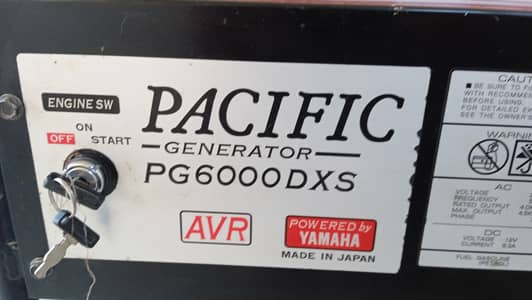 ENGINE SW
ON
OFF START
PACIFIC
GENERATOR
PG6000DXS
AVR
POWERED by
YAMAHA
MADE IN JAPAN
CAUT
■ BE SURE TO FI
WITH RECOMMEN
BEFORE USING.
FOR DETAILED EX
SEE THE OWNER'S
WARNIN
AC
VOLTAGE
FREQUENCY
RATED OUTPUT
MAX. OUTPUT
PHASE
DC
VOLTAGE 12V
CURRENT 8.3A
FUEL GASOLINE